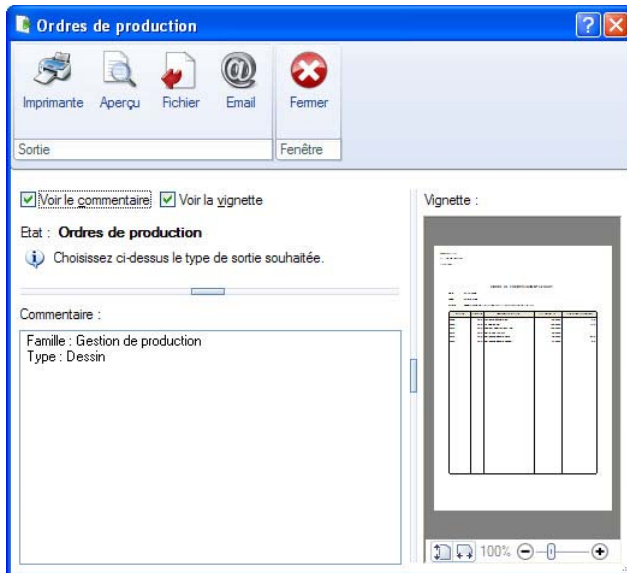 Ordres de production
Imprimante Aperçu Fichier Email Fermer
Sortie Fenêtre
Voir le commentaire Voir la vignette
Vignette :
Etat : Ordres de production
Choisissez ci-dessus le type de sortie souhaitée.
Commentaire :
Famille : Gestion de production
Type : Dessin
100%